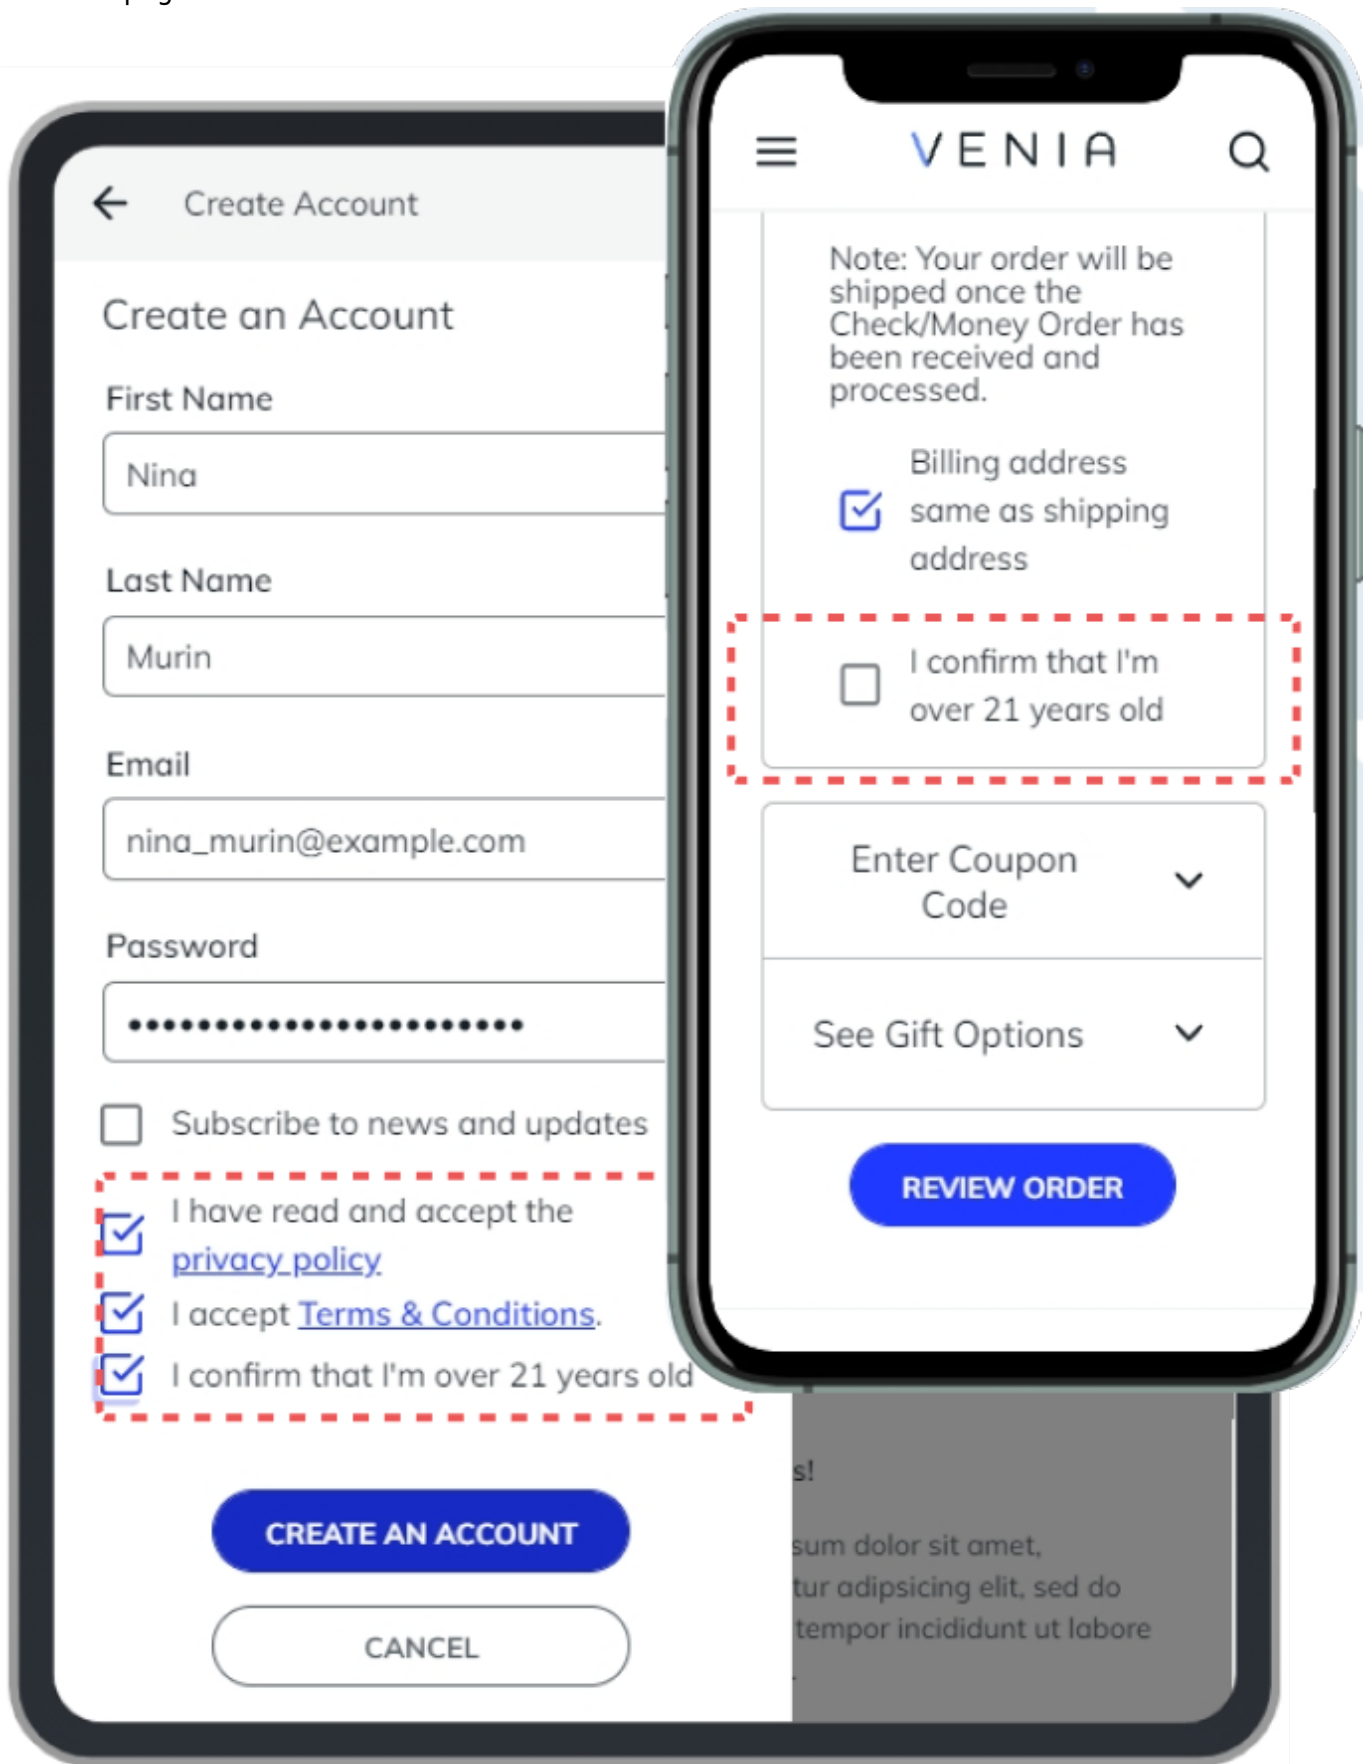 Create Account
Create an Account
First Name
Nina
Last Name
Murin
Email
nina_murin@example.com
Password
Subscribe to news and updates
I have read and accept the
privacy policy
I accept Terms & Conditions.
I confirm that I'm over 21 years old
CREATE AN ACCOUNT
CANCEL
VENIA
Note: Your order will be
shipped once the
Check/Money Order has
been received and
processed.
Billing address
same as shipping
address
I confirm that I'm
over 21 years old
Enter Coupon
Code
See Gift Options
REVIEW ORDER
s!
sum dolor sit amet,
tur adipsicing elit, sed do
tempor incididunt ut labore